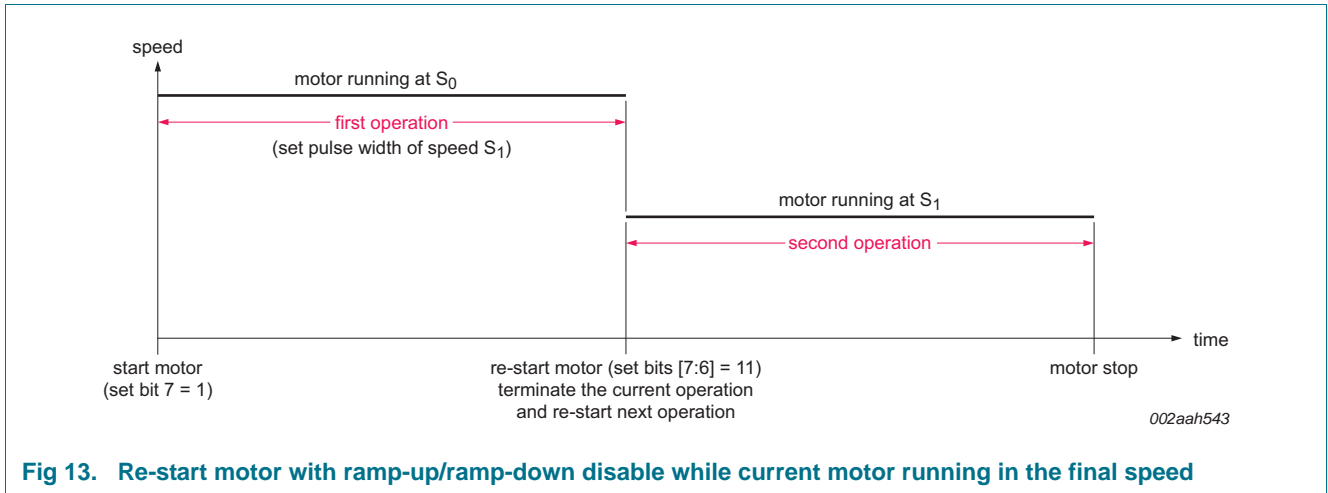 speed
motor running at S0
first operation
(set pulse width of speed S1)
motor running at S1
second operation
time
start motor
(set bit 7 = 1)
re-start motor (set bits [7:6] = 11)
terminate the current operation
and re-start next operation
motor stop
002aah543
Fig 13. Re-start motor with ramp-up/ramp-down disable while current motor running in the final speed